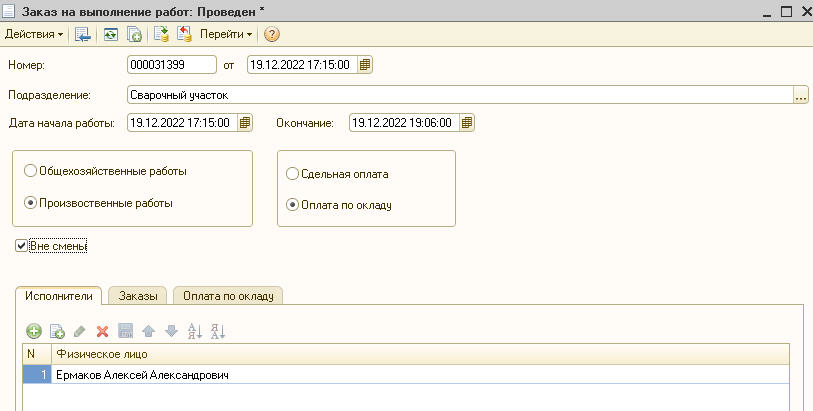 Заказ на выполнение работ: Проведен *
Действия Перейти ?
Номер: 000031399 от 19.12.2022 17:15:00
Подразделение: Сварочный участок ...
Дата начала работы: 19.12.2022 17:15:00 Окончание: 19.12.2022 19:06:00
Общехозяйственные работы
Произвоственные работы
Сдельная оплата
Оплата по окладу
Вне смены
Исполнители Заказы Оплата по окладу
N Физическое лицо
1 Ермаков Алексей Александрович